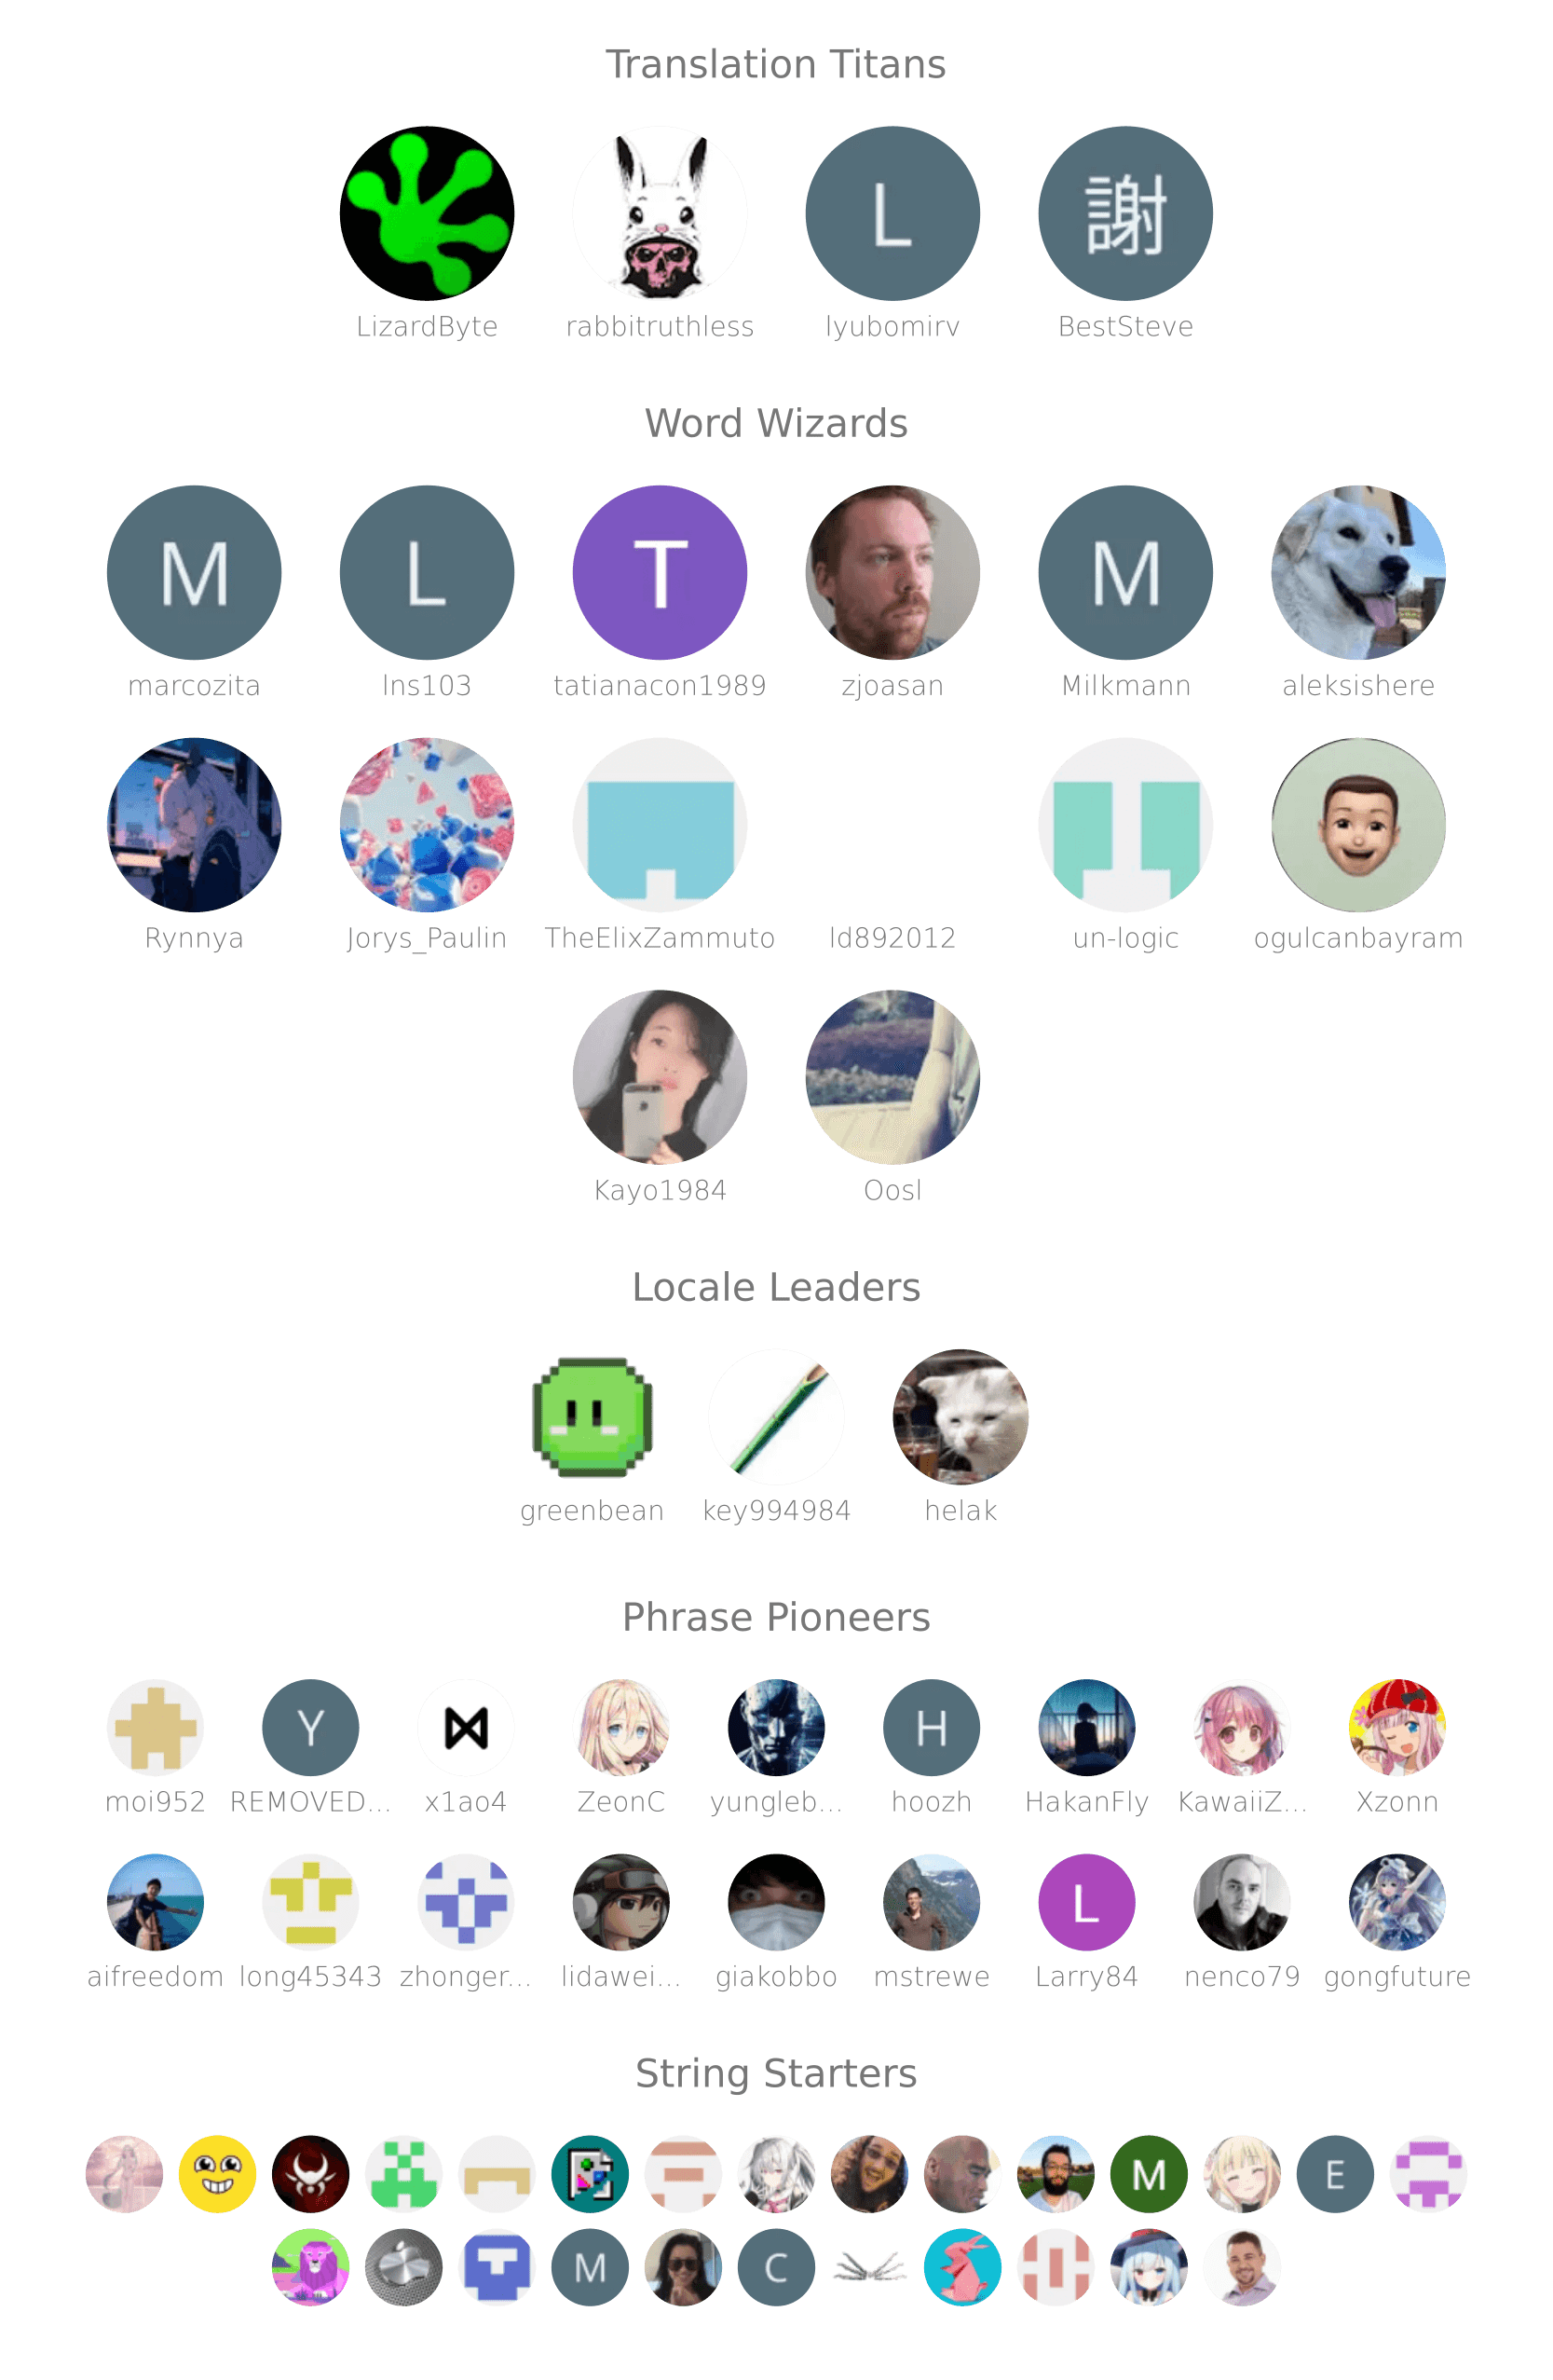 Translation Titans
L 謝
LizardByte rabbitruthless lyubomirv BestSteve
Word Wizards
M L T M
marcozita lns103 tatianacon1989 zjoasan Milkmann aleksishere
Rynnya Jorys_Paulin TheElixZammuto ld892012 un-logic ogulcanbayram
Kayo1984 Oosl
Locale Leaders
greenbean key994984 helak
Phrase Pioneers
Y H
moi952 REMOVED... x1ao4 ZeonC yungleb... hoozh HakanFly KawaiiZ... Xzonn
L
aifreedom long45343 zhonger... lidawei... giakobbo mstrewe Larry84 nenco79 gongfuture
String Starters
M E
M C